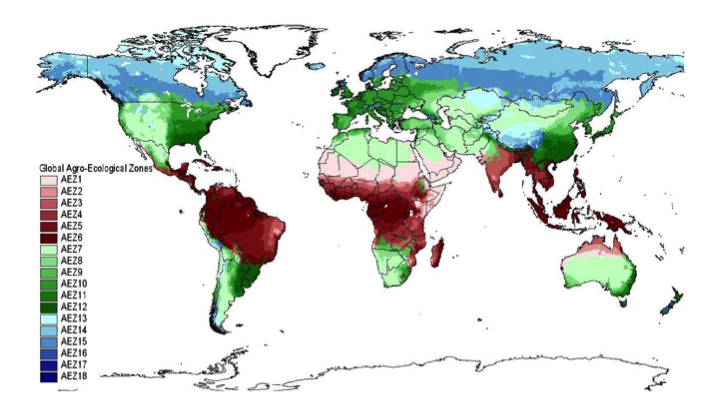 Global Agro-Ecological Zones
AEZ1
AEZ2
AEZ3
AEZ4
AEZ5
AEZ6
AEZ7
AEZ8
AEZ9
AEZ10
AEZ11
AEZ12
AEZ13
AEZ14
AEZ15
AEZ16
AEZ17
AEZ18